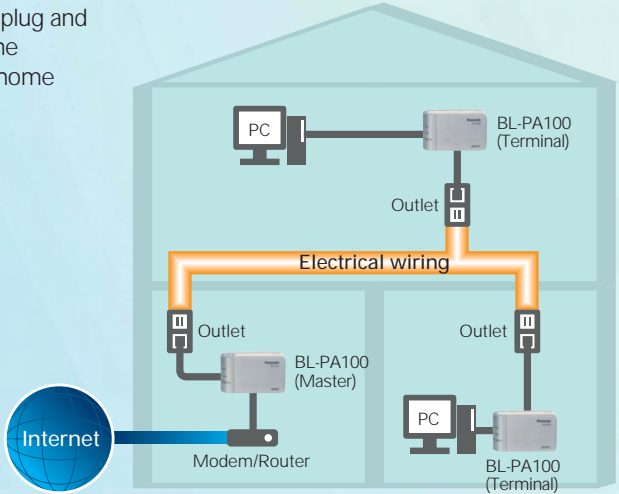 plug and
he
home
PC
BL-PA100
(Terminal)
Outlet
Electrical wiring
Outlet
BL-PA100
(Master)
Internet
Modem/Router
Outlet
PC
BL-PA100
(Terminal)